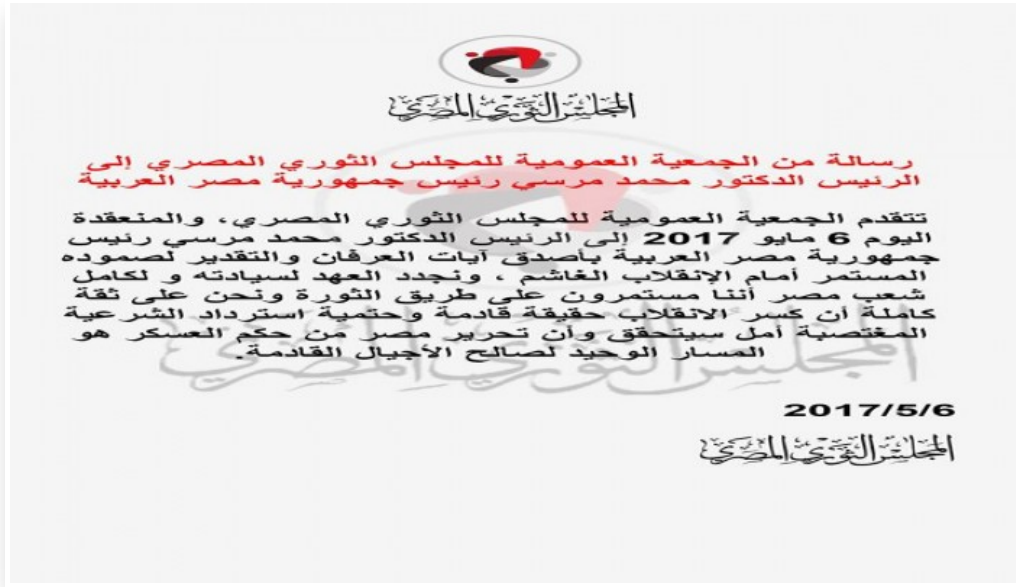 المجلس الثوري المصري
رسالة من الجمعية العمومية للمجلس الثوري المصري إلى
الرئيس الدكتور محمد مرسي رئيس جمهورية مصر العربية
تتقدم الجمعية العمومية للمجلس الثوري المصري، والمنعقدة
اليوم 6 مايو 2017 إلى الرئيس الدكتور محمد مرسي رئيس
جمهورية مصر العربية بأصدق آيات العرفان والتقدير لصموده
المستمر أمام الإنقلاب الغاشم ، ونجدد العهد لسيادته و لكامل
شعب مصر أننا مستمرون على طريق الثورة ونحن على ثقة
كاملة أن كسر الانقلاب حقيقة قادمة وحتمية استرداد الشرعية
المغتصبة أمل سيتحقق وأن تحرير مصر من حكم العسكر هو
المسار الوحيد لصالح الأجيال القادمة.
المجلس الثوري المصري
2017/5/6
المجلس الثوري المصري